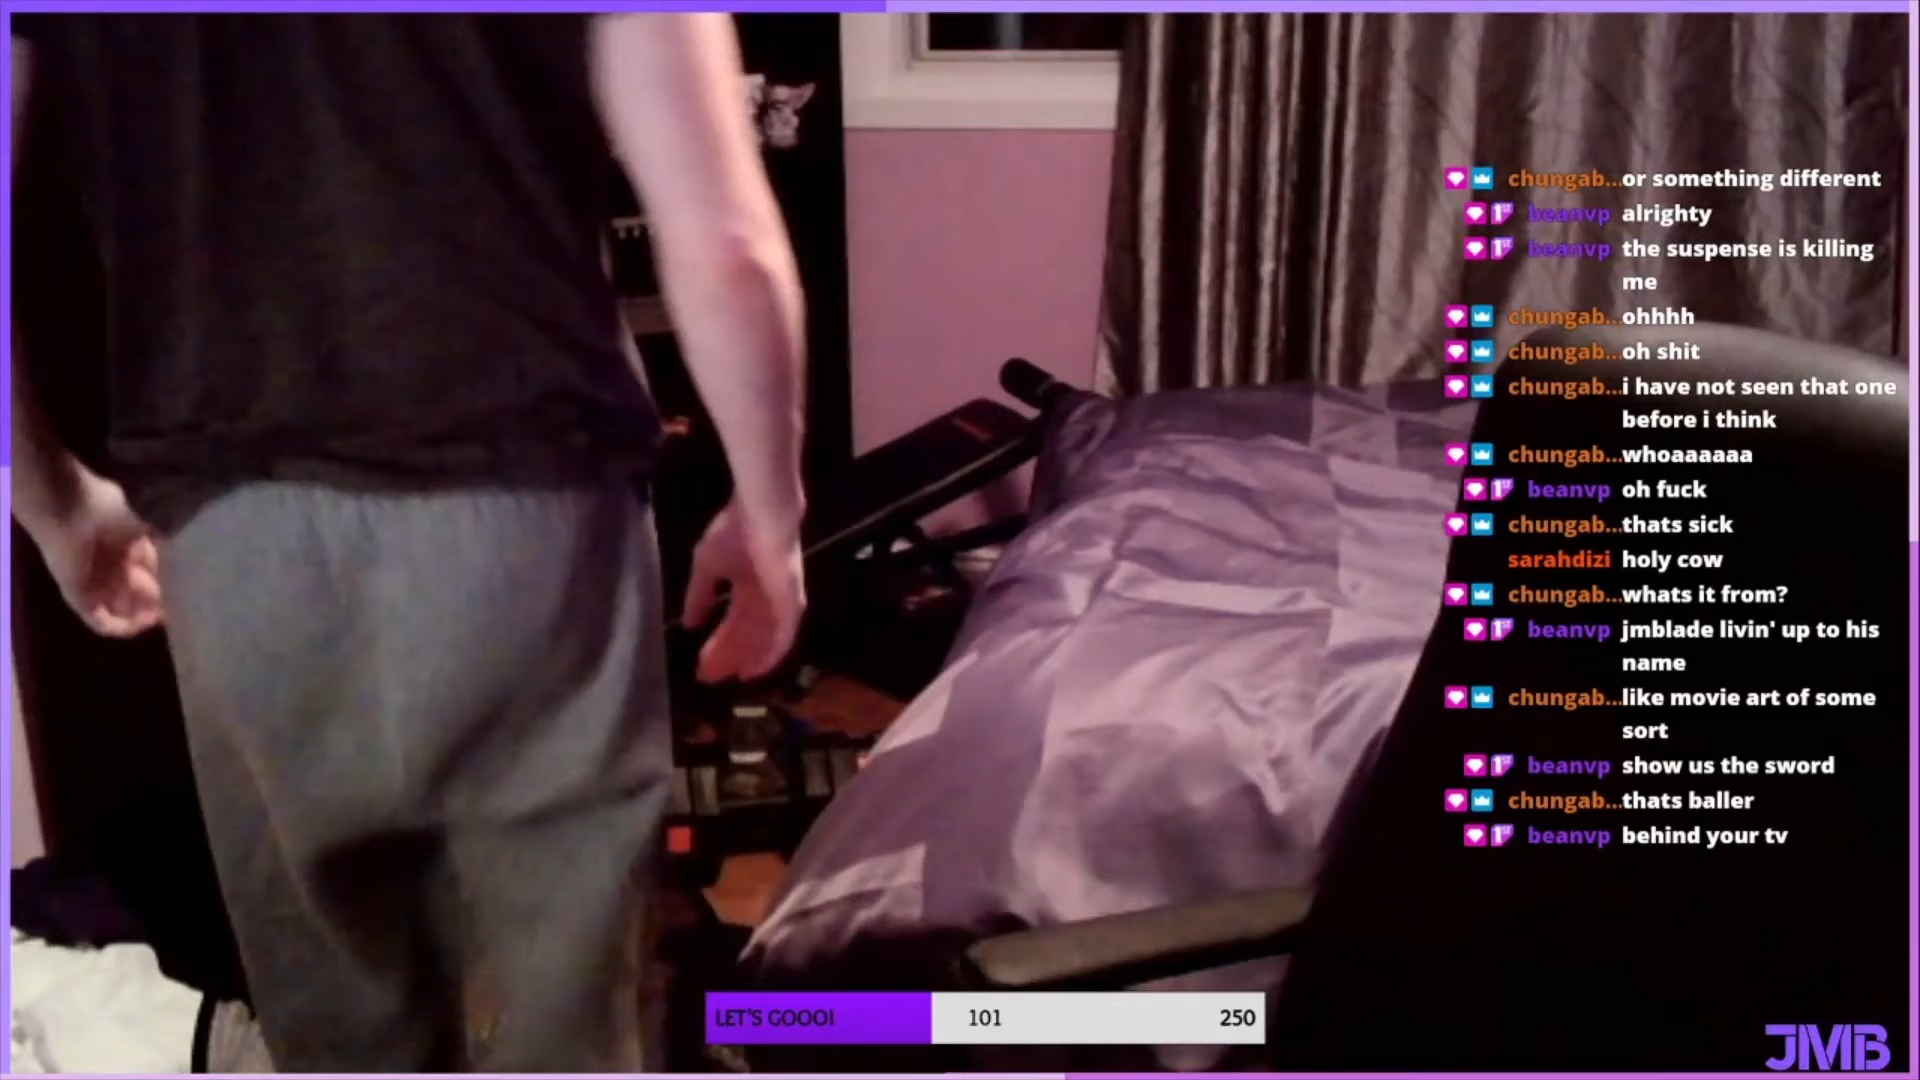 chungab...or something different
beanvp alrighty
beanvp the suspense is killing
me
chungab...ohhhh
chungab...oh shit
chungab...i have not seen that one
before i think
chungab...whoaaaaaa
beanvp oh fuck
chungab...thats sick
sarahdizi holy cow
chungab...whats it from?
beanvp jmblade livin' up to his
name
chungab...like movie art of some
sort
beanvp show us the sword
chungab...thats baller
beanvp behind your tv
LET'S GOOO! 101 250
JMB